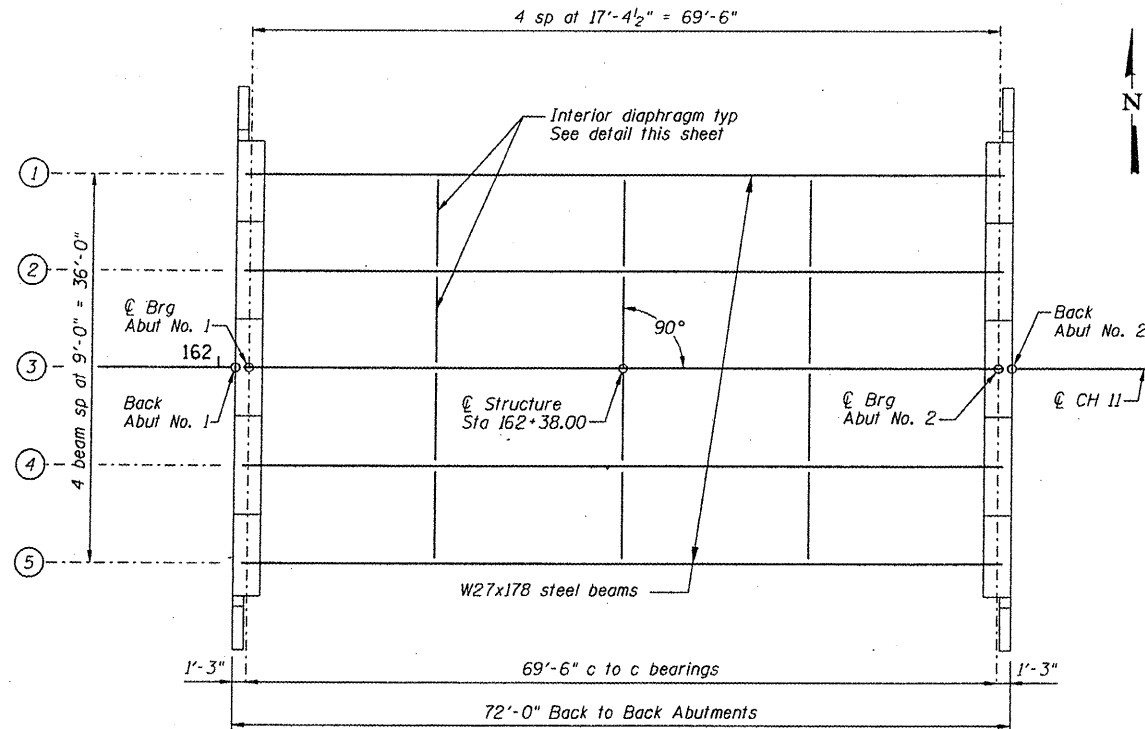 4 sp at 17'-4½" = 69'-6"
N
Interior diaphragm typ
See detail this sheet
1
2
3
4
5
4 beam sp at 9'-0" = 36'-0"
℄ Brg
Abut No. 1
162
Back
Abut No. 1
90°
℄ Structure
Sta 162+38.00
℄ Brg
Abut No. 2
Back
Abut No. 2
℄ CH 11
W27x178 steel beams
1'-3"
69'-6" c to c bearings
1'-3"
72'-0" Back to Back Abutments